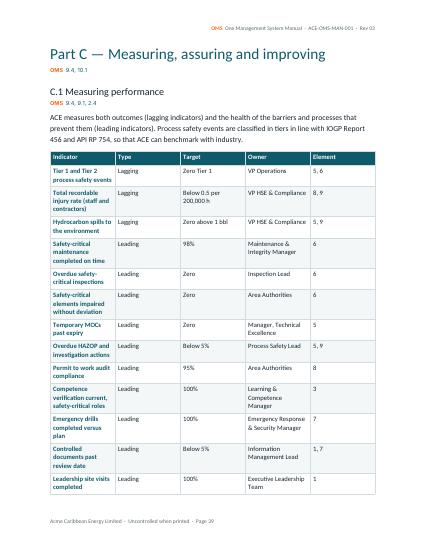 OMS One Management System Manual · ACE-OMS-MAN-001 · Rev 03
Part C — Measuring, assuring and improving
OMS 9.4, 10.1
C.1 Measuring performance
OMS 9.4, 9.1, 2.4
ACE measures both outcomes (lagging indicators) and the health of the barriers and processes that
prevent them (leading indicators). Process safety events are classified in tiers in line with IOGP Report
456 and API RP 754, so that ACE can benchmark with industry.
Indicator Type Target Owner Element
Tier 1 and Tier 2 Lagging Zero Tier 1 VP Operations 5, 6
process safety events
Total recordable Lagging Below 0.5 per VP HSE & Compliance 8, 9
injury rate (staff and 200,000 h
contractors)
Hydrocarbon spills to Lagging Zero above 1 bbl VP HSE & Compliance 5, 9
the environment
Safety-critical Leading 98% Maintenance & 6
maintenance Integrity Manager
completed on time
Overdue safety- Leading Zero Inspection Lead 6
critical inspections
Safety-critical Leading Zero Area Authorities 6
elements impaired
without deviation
Temporary MOCs Leading Zero Manager, Technical 5
past expiry Excellence
Overdue HAZOP and Leading Below 5% Process Safety Lead 5, 9
investigation actions
Permit to work audit Leading 95% Area Authorities 8
compliance
Competence Leading 100% Learning & 3
verification current, Competence
safety-critical roles Manager
Emergency drills Leading 100% Emergency Response 7
completed versus & Security Manager
plan
Controlled Leading Below 5% Information 1, 7
documents past Management Lead
review date
Leadership site visits Leading 100% Executive Leadership 1
completed Team
Acme Caribbean Energy Limited · Uncontrolled when printed · Page 39